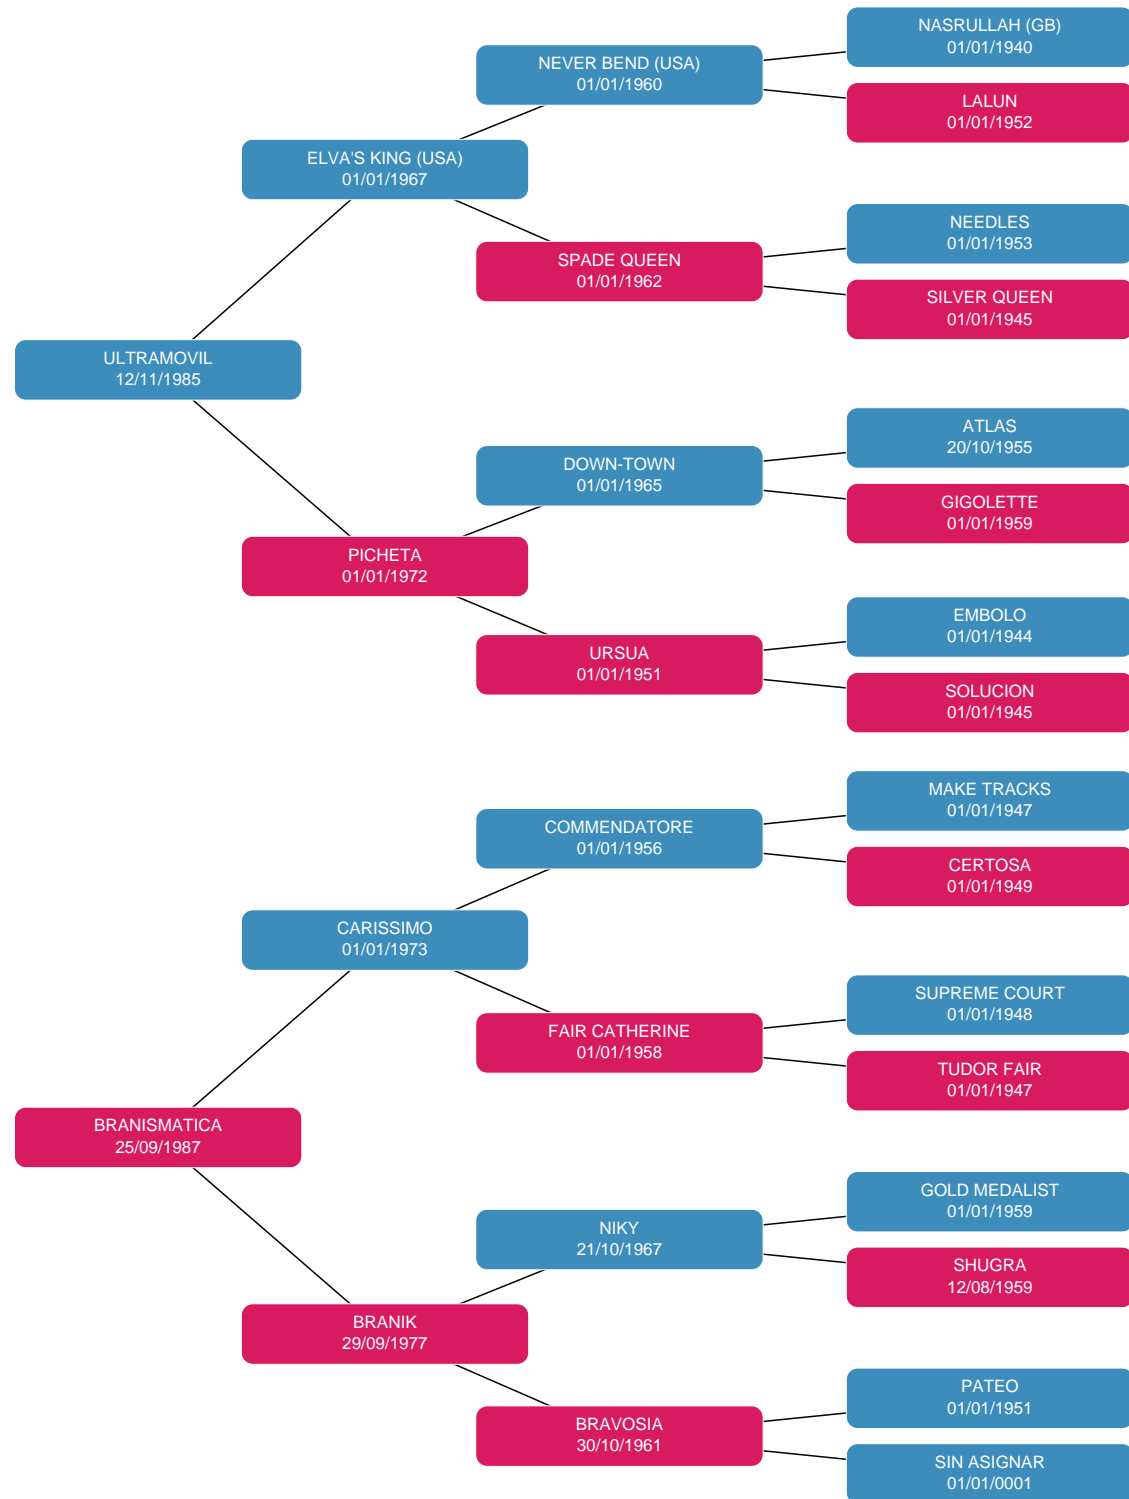 NASRULLAH (GB)
01/01/1940
NEVER BEND (USA)
01/01/1960
LALUN
01/01/1952
ELVA'S KING (USA)
01/01/1967
NEEDLES
01/01/1953
SPADE QUEEN
01/01/1962
SILVER QUEEN
01/01/1945
ULTRAMOVIL
12/11/1985
ATLAS
20/10/1955
DOWN-TOWN
01/01/1965
GIGOLETTE
01/01/1959
PICHETA
01/01/1972
EMBOLO
01/01/1944
URSUA
01/01/1951
SOLUCION
01/01/1945
MAKE TRACKS
01/01/1947
COMMENDATORE
01/01/1956
CERTOSA
01/01/1949
CARISSIMO
01/01/1973
SUPREME COURT
01/01/1948
FAIR CATHERINE
01/01/1958
TUDOR FAIR
01/01/1947
BRANISMATICA
25/09/1987
GOLD MEDALIST
01/01/1959
NIKY
21/10/1967
SHUGRA
12/08/1959
BRANIK
29/09/1977
PATEO
01/01/1951
BRAVOSIA
30/10/1961
SIN ASIGNAR
01/01/0001